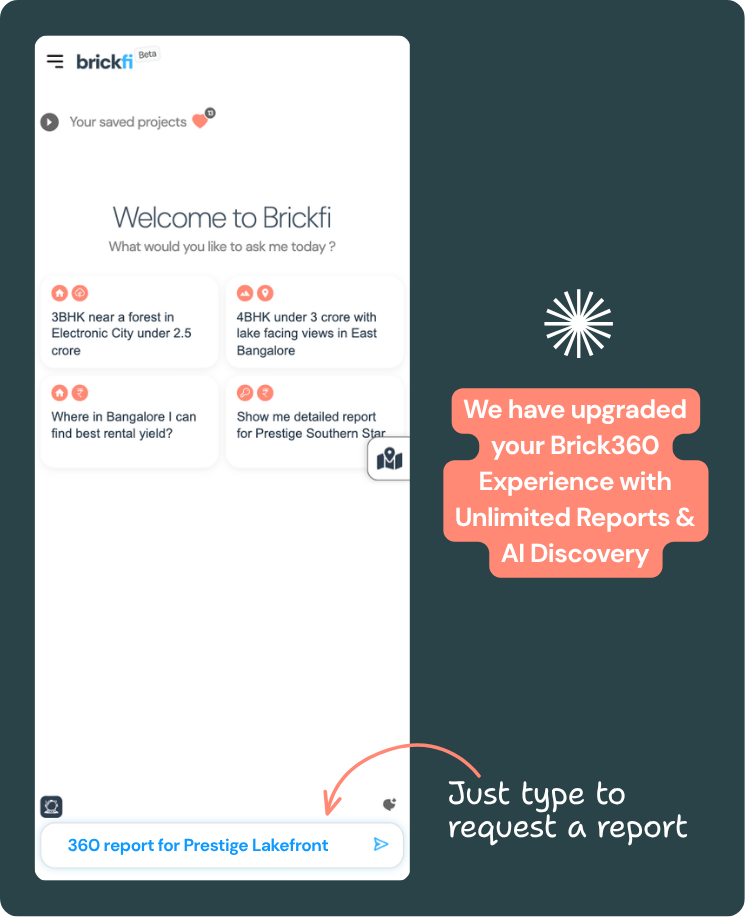 brickfi Beta
Your saved projects 13
Welcome to Brickfi
What would you like to ask me today ?
3BHK near a forest in
Electronic City under 2.5
crore
4BHK under 3 crore with
lake facing views in East
Bangalore
Where in Bangalore I can
find best rental yield?
Show me detailed report
for Prestige Southern Star
360 report for Prestige Lakefront
We have upgraded
your Brick360
Experience with
Unlimited Reports &
AI Discovery
Just type to
request a report